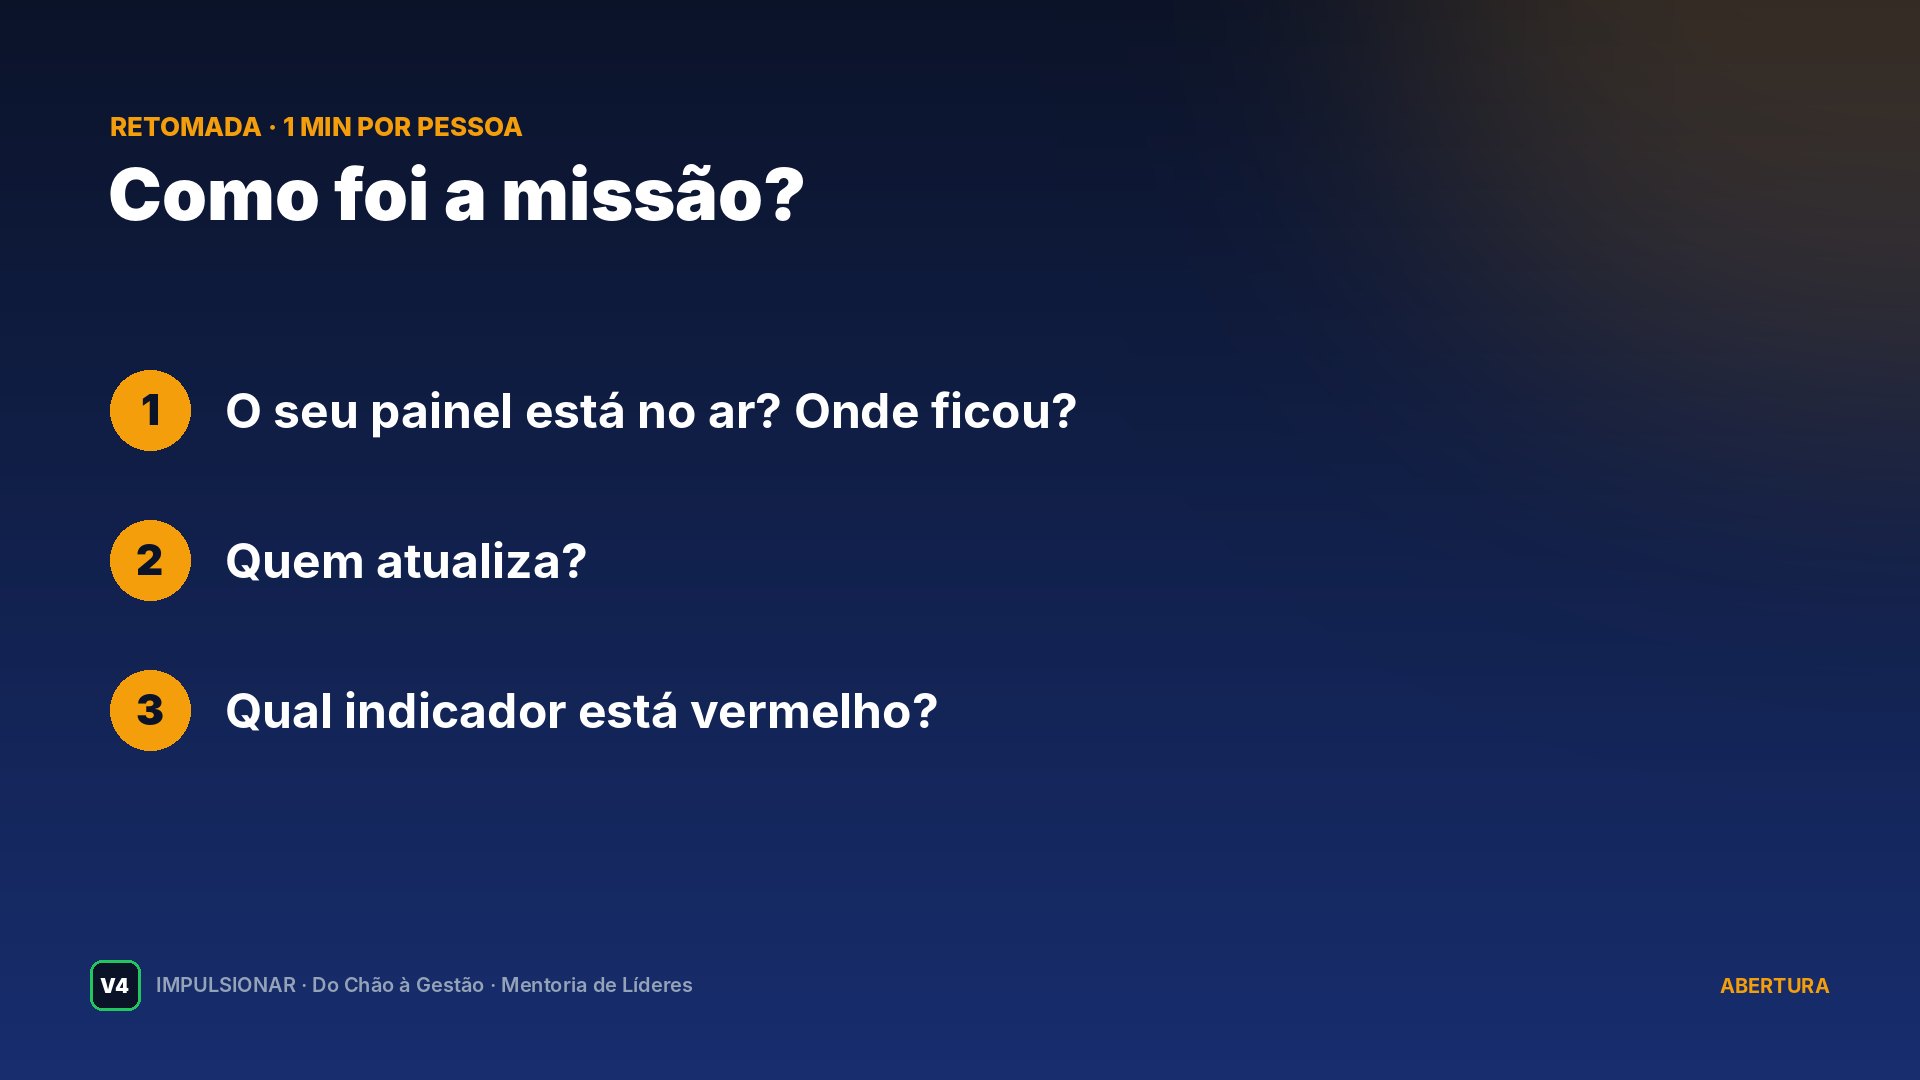 RETOMADA · 1 MIN POR PESSOA
Como foi a missão?
1 O seu painel está no ar? Onde ficou?
2 Quem atualiza?
3 Qual indicador está vermelho?
V4 IMPULSIONAR · Do Chão à Gestão · Mentoria de Líderes
ABERTURA